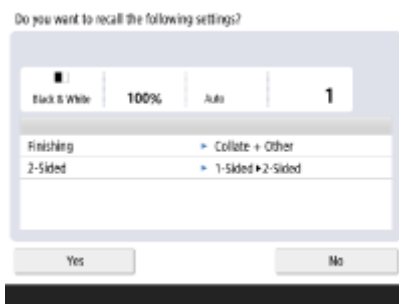 Do you want to recall the following settings?
Black & White 100% Auto 1
Finishing ► Collate + Other
2-Sided ► 1-Sided►2-Sided
Yes No